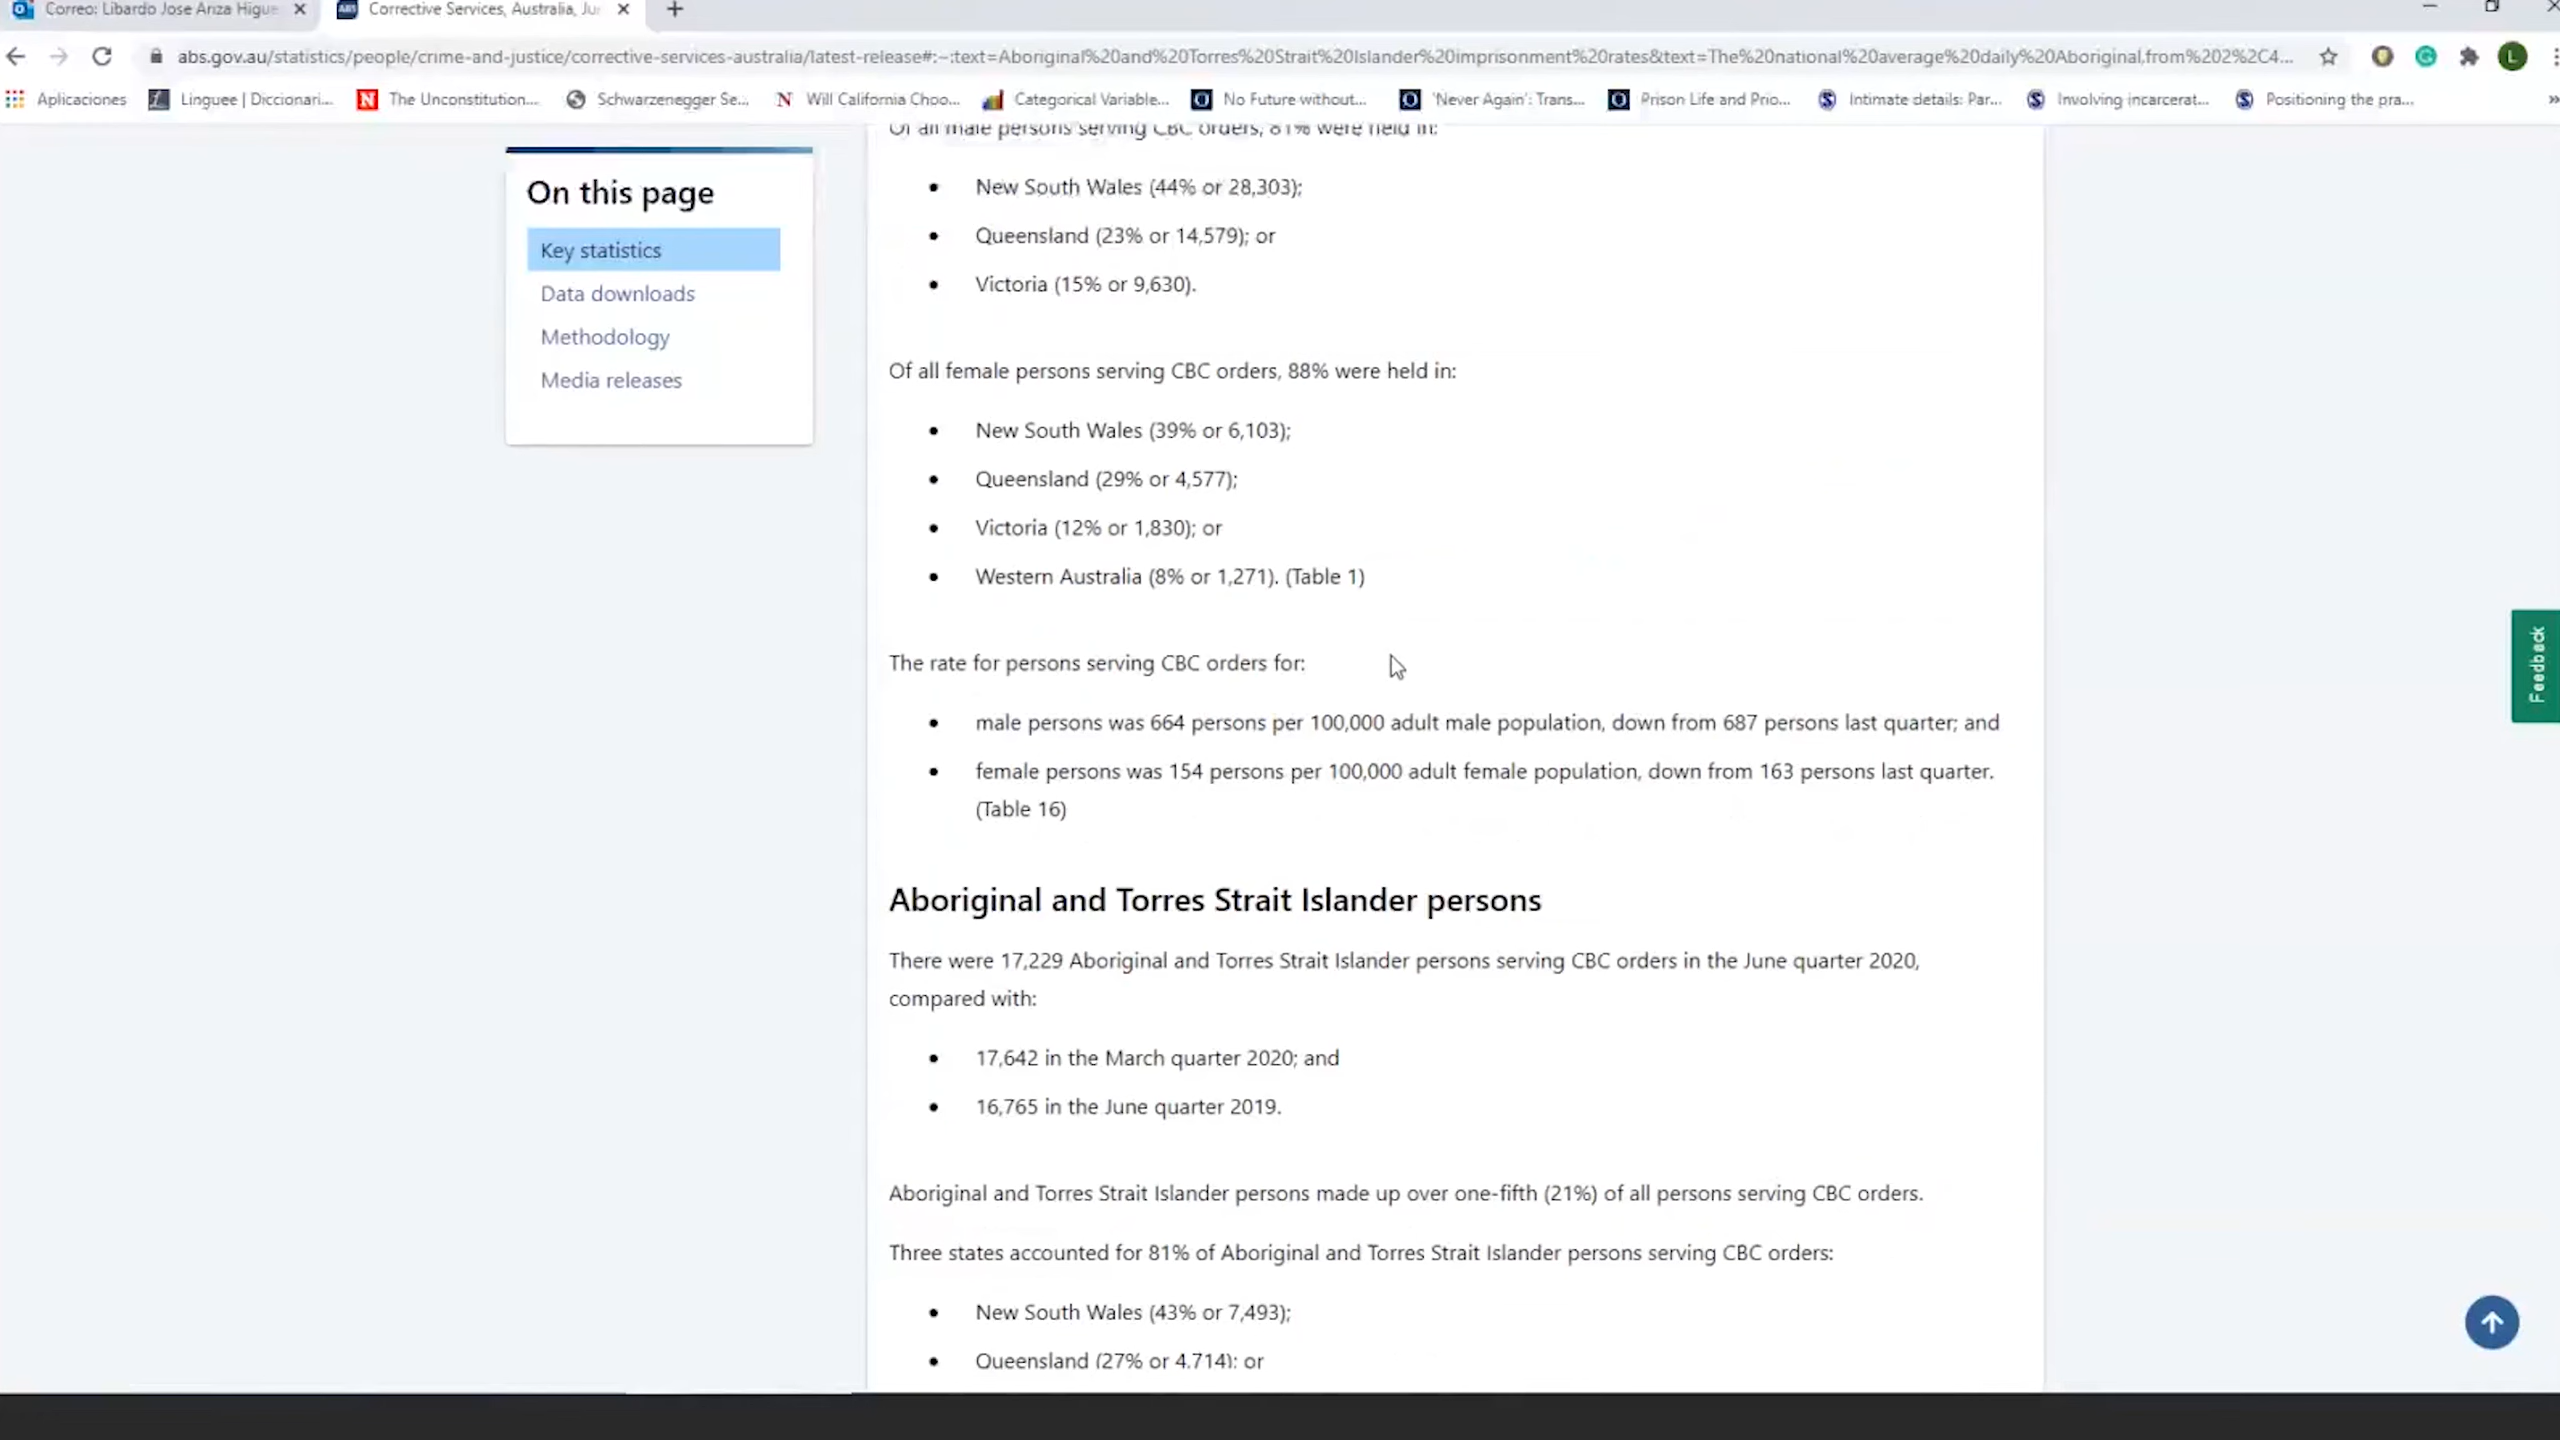 Correo: Libardo Jose Ariza Higue
Corrective Services, Australia, Ju
abs.gov.au/statistics/people/crime-and-justice/corrective-services-australia/latest-release#:~:text=Aboriginal%20and%20Torres%20Strait%20Islander%20imprisonment%20rates&text=The%20national%20average%20daily%20Aboriginal,from%202%2C4...
L
Aplicaciones
Linguee | Diccionari...
The Unconstitution...
Schwarzenegger Se...
Will California Choo...
Categorical Variable...
No Future without...
'Never Again': Trans...
Prison Life and Prio...
Intimate details: Par...
Involving incarcerat...
Positioning the pra...
»
On this page
Key statistics
Data downloads
Methodology
Media releases
Of all male persons serving CBC orders, 81% were held in:
• New South Wales (44% or 28,303);
• Queensland (23% or 14,579); or
• Victoria (15% or 9,630).
Of all female persons serving CBC orders, 88% were held in:
• New South Wales (39% or 6,103);
• Queensland (29% or 4,577);
• Victoria (12% or 1,830); or
• Western Australia (8% or 1,271). (Table 1)
The rate for persons serving CBC orders for:
• male persons was 664 persons per 100,000 adult male population, down from 687 persons last quarter; and
• female persons was 154 persons per 100,000 adult female population, down from 163 persons last quarter.
(Table 16)
Aboriginal and Torres Strait Islander persons
There were 17,229 Aboriginal and Torres Strait Islander persons serving CBC orders in the June quarter 2020,
compared with:
• 17,642 in the March quarter 2020; and
• 16,765 in the June quarter 2019.
Aboriginal and Torres Strait Islander persons made up over one-fifth (21%) of all persons serving CBC orders.
Three states accounted for 81% of Aboriginal and Torres Strait Islander persons serving CBC orders:
• New South Wales (43% or 7,493);
• Queensland (27% or 4,714); or
Feedback